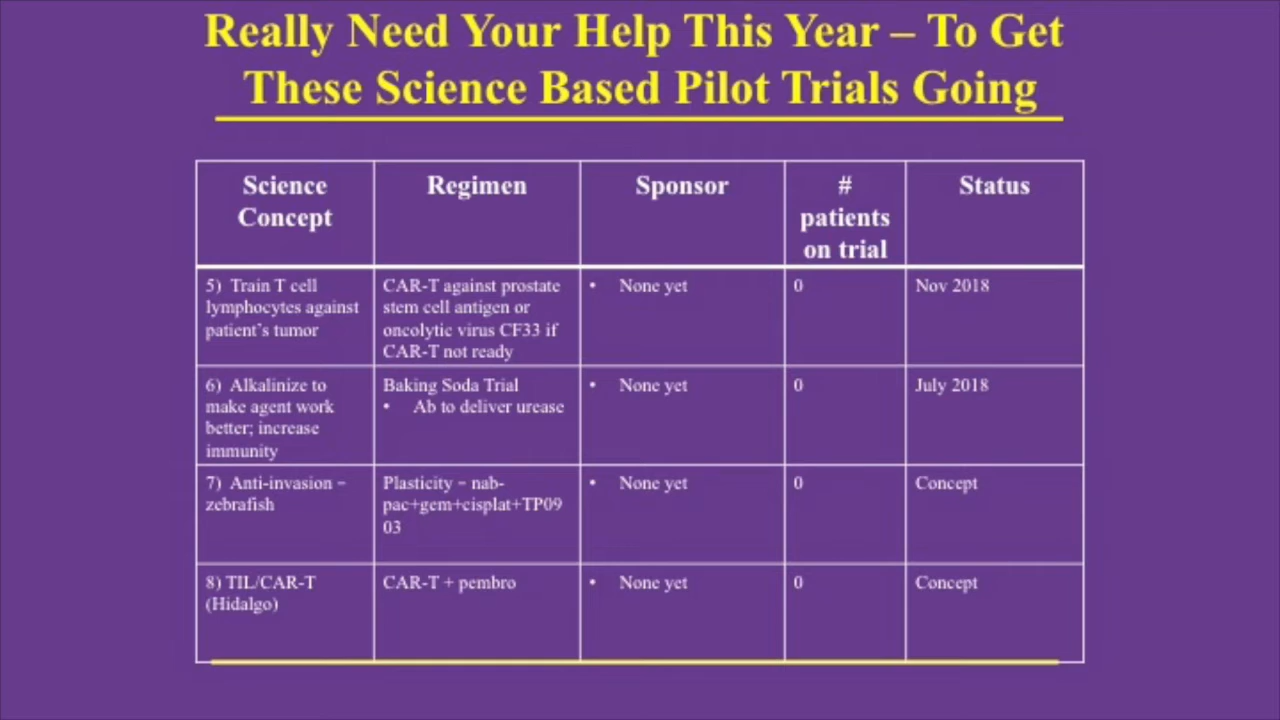 Really Need Your Help This Year – To Get
These Science Based Pilot Trials Going
Science
Concept
Regimen
Sponsor
#
patients
on trial
Status
5) Train T cell
lymphocytes against
patient's tumor
CAR-T against prostate
stem cell antigen or
oncolytic virus CF33 if
CAR-T not ready
• None yet
0
Nov 2018
6) Alkalinize to
make agent work
better; increase
immunity
Baking Soda Trial
• Ab to deliver urease
• None yet
0
July 2018
7) Anti-invasion –
zebrafish
Plasticity – nab-
pac+gem+cisplat+TP09
03
• None yet
0
Concept
8) TIL/CAR-T
(Hidalgo)
CAR-T + pembro
• None yet
0
Concept